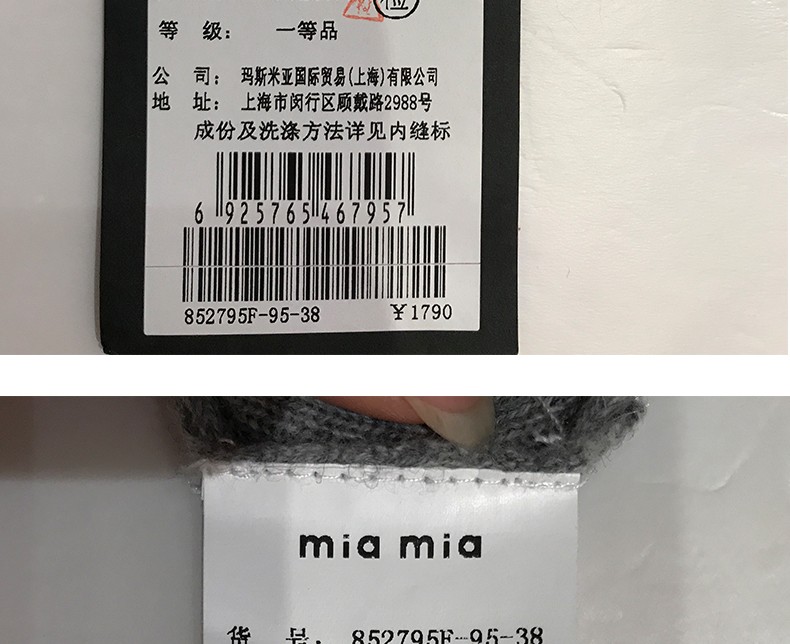 检
等 级： 一等品
公 司： 玛斯米亚国际贸易(上海)有限公司
地 址： 上海市闵行区顾戴路2988号
成份及洗涤方法详见内缝标
6 925765 467957
852795F-95-38 ￥1790
mia mia
货 号： 852795F-95-38